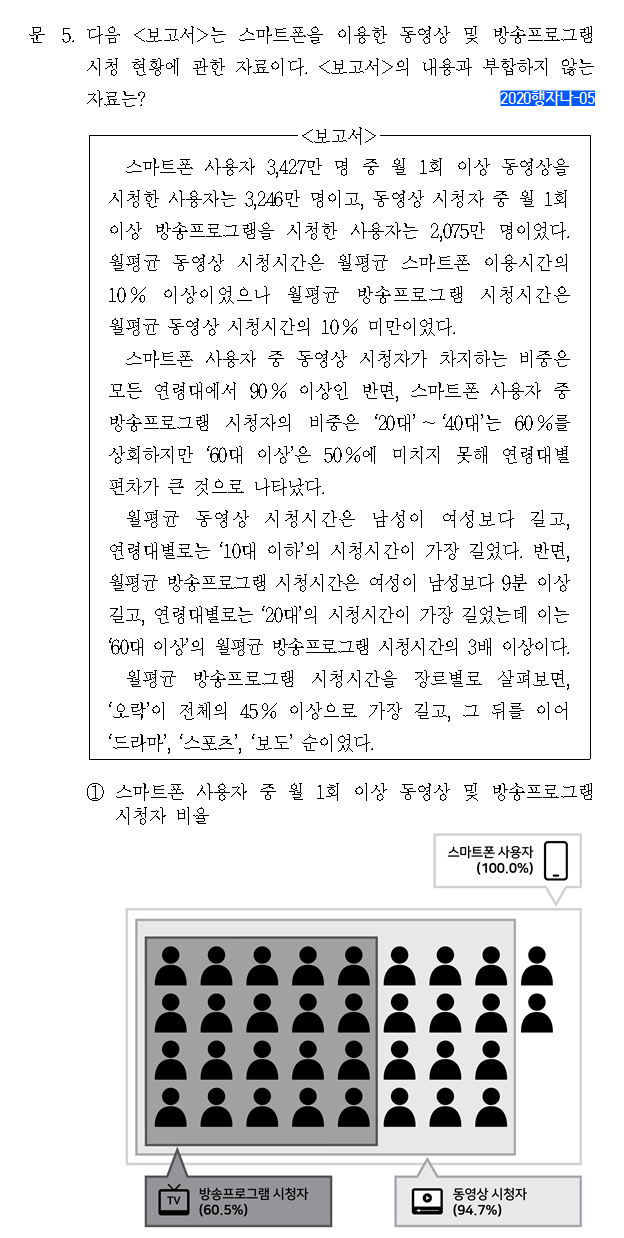 문 5. 다음 <보고서>는 스마트폰을 이용한 동영상 및 방송프로그램
시청 현황에 관한 자료이다. <보고서>의 내용과 부합하지 않는
자료는?
2020행자나-05
<보고서>
스마트폰 사용자 3,427만 명 중 월 1회 이상 동영상을
시청한 사용자는 3,246만 명이고, 동영상 시청자 중 월 1회
이상 방송프로그램을 시청한 사용자는 2,075만 명이었다.
월평균 동영상 시청시간은 월평균 스마트폰 이용시간의
10% 이상이었으나 월평균 방송프로그램 시청시간은
월평균 동영상 시청시간의 10% 미만이었다.
스마트폰 사용자 중 동영상 시청자가 차지하는 비중은
모든 연령대에서 90% 이상인 반면, 스마트폰 사용자 중
방송프로그램 시청자의 비중은 ‘20대’ ~ ‘40대’는 60%를
상회하지만 ‘60대 이상’은 50%에 미치지 못해 연령대별
편차가 큰 것으로 나타났다.
월평균 동영상 시청시간은 남성이 여성보다 길고,
연령대별로는 ‘10대 이하’의 시청시간이 가장 길었다. 반면,
월평균 방송프로그램 시청시간은 여성이 남성보다 9분 이상
길고, 연령대별로는 ‘20대’의 시청시간이 가장 길었는데 이는
‘60대 이상’의 월평균 방송프로그램 시청시간의 3배 이상이다.
월평균 방송프로그램 시청시간을 장르별로 살펴보면,
‘오락’이 전체의 45% 이상으로 가장 길고, 그 뒤를 이어
‘드라마’, ‘스포츠’, ‘보도’ 순이었다.
① 스마트폰 사용자 중 월 1회 이상 동영상 및 방송프로그램
시청자 비율
스마트폰 사용자
(100.0%)
TV
방송프로그램 시청자
(60.5%)
동영상 시청자
(94.7%)